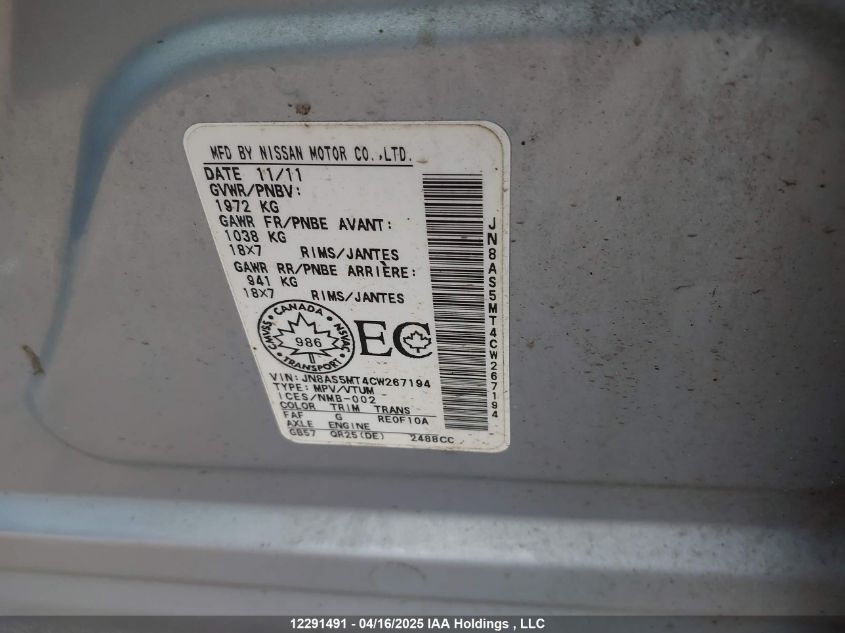 MFD BY NISSAN MOTOR CO.,LTD.
DATE 11/11
GVWR/PNBV:
1972 KG
GAWR FR/PNBE AVANT:
1038 KG
18X7 RIMS/JANTES
GAWR RR/PNBE ARRIÈRE:
941 KG
18X7 RIMS/JANTES
CANADA
CMVSS 986 NSVAC
TRANSPORT
EC
VIN: JN8AS5MT4CW267194
TYPE: MPV/VTUM
ICES/NMB-002
COLOR TRIM TRANS
FAF G RE0F10A
AXLE ENGINE
GB57 QR25(DE) 2488CC
JN8AS5MT4CW267194
12291491 - 04/16/2025 IAA Holdings , LLC